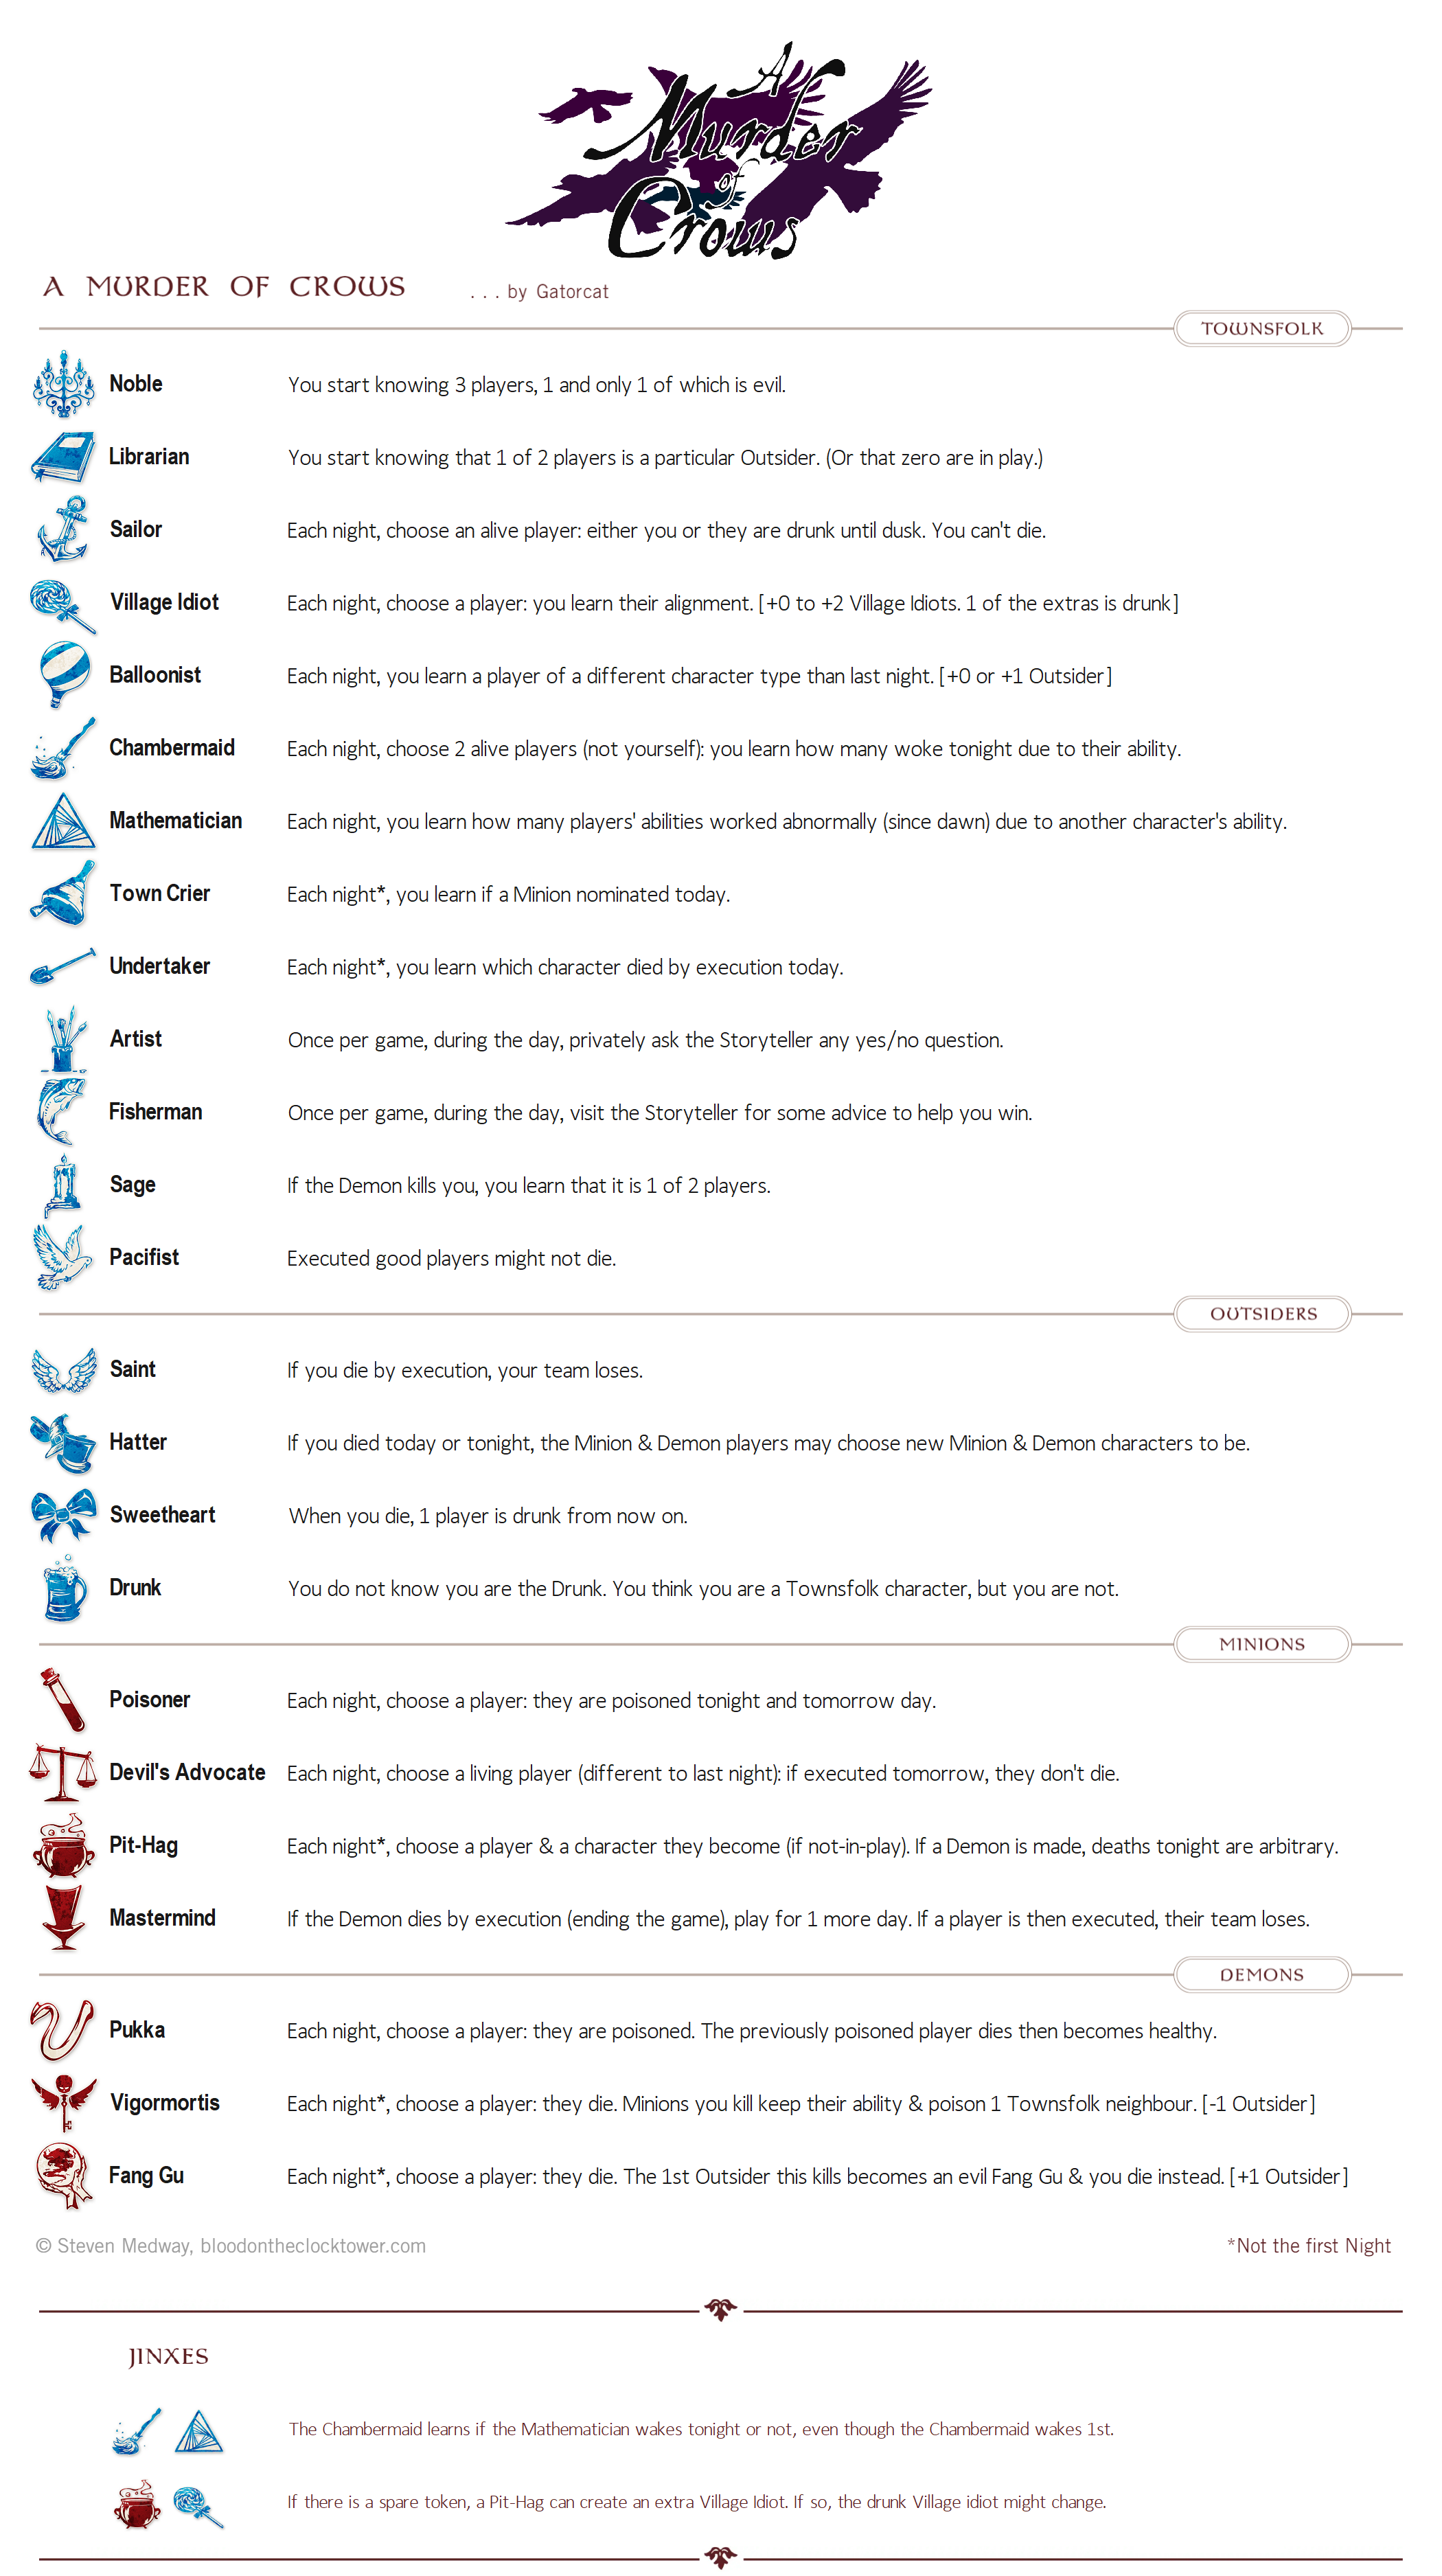 A
Murder
of
Crows
A MURDER OF CROWS ... by Gatorcat
TOWNSFOLK
Noble You start knowing 3 players, 1 and only 1 of which is evil.
Librarian You start knowing that 1 of 2 players is a particular Outsider. (Or that zero are in play.)
Sailor Each night, choose an alive player: either you or they are drunk until dusk. You can't die.
Village Idiot Each night, choose a player: you learn their alignment. [+0 to +2 Village Idiots. 1 of the extras is drunk]
Balloonist Each night, you learn a player of a different character type than last night. [+0 or +1 Outsider]
Chambermaid Each night, choose 2 alive players (not yourself): you learn how many woke tonight due to their ability.
Mathematician Each night, you learn how many players' abilities worked abnormally (since dawn) due to another character's ability.
Town Crier Each night*, you learn if a Minion nominated today.
Undertaker Each night*, you learn which character died by execution today.
Artist Once per game, during the day, privately ask the Storyteller any yes/no question.
Fisherman Once per game, during the day, visit the Storyteller for some advice to help you win.
Sage If the Demon kills you, you learn that it is 1 of 2 players.
Pacifist Executed good players might not die.
OUTSIDERS
Saint If you die by execution, your team loses.
Hatter If you died today or tonight, the Minion & Demon players may choose new Minion & Demon characters to be.
Sweetheart When you die, 1 player is drunk from now on.
Drunk You do not know you are the Drunk. You think you are a Townsfolk character, but you are not.
MINIONS
Poisoner Each night, choose a player: they are poisoned tonight and tomorrow day.
Devil's Advocate Each night, choose a living player (different to last night): if executed tomorrow, they don't die.
Pit-Hag Each night*, choose a player & a character they become (if not-in-play). If a Demon is made, deaths tonight are arbitrary.
Mastermind If the Demon dies by execution (ending the game), play for 1 more day. If a player is then executed, their team loses.
DEMONS
Pukka Each night, choose a player: they are poisoned. The previously poisoned player dies then becomes healthy.
Vigormortis Each night*, choose a player: they die. Minions you kill keep their ability & poison 1 Townsfolk neighbour. [-1 Outsider]
Fang Gu Each night*, choose a player: they die. The 1st Outsider this kills becomes an evil Fang Gu & you die instead. [+1 Outsider]
© Steven Medway, bloodontheclocktower.com *Not the first Night
JINXES
The Chambermaid learns if the Mathematician wakes tonight or not, even though the Chambermaid wakes 1st.
If there is a spare token, a Pit-Hag can create an extra Village Idiot. If so, the drunk Village idiot might change.